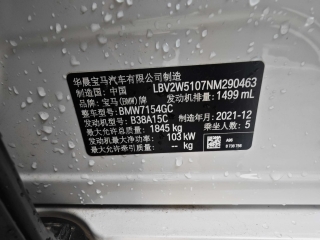 华晨宝马汽车有限公司制造
制造国：中国 LBV2W5107NM290463
品牌：宝马(BMW)牌 发动机排量：1499 mL
整车型号：BMW7154GC
发动机型号：B38A15C 制造年月：2021-12
最大允许总质量：1845 kg 乘坐人数：5
发动机最大净功率：103 kW
最大允许牵引质量：-- kg